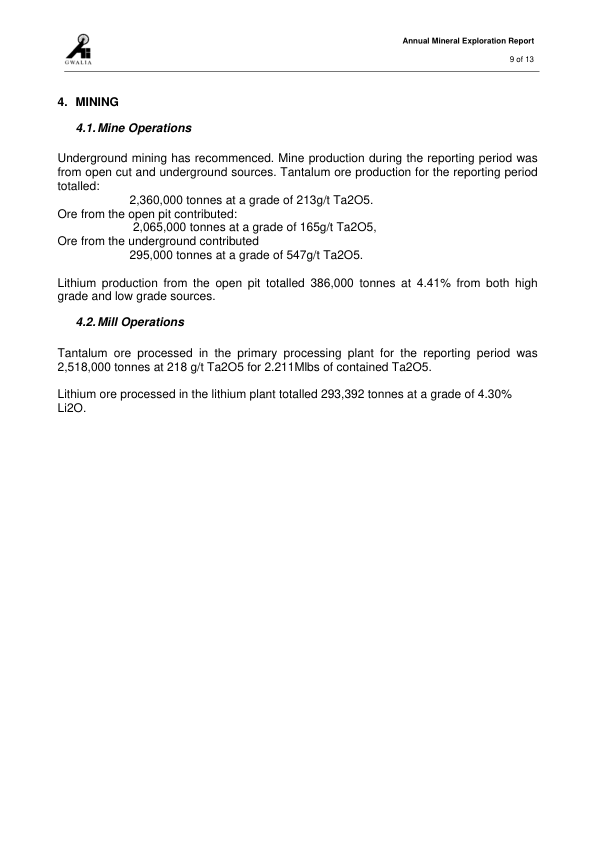 Annual Mineral Exploration Report
GWALIA
9 of 13
4. MINING
4.1. Mine Operations
Underground mining has recommenced. Mine production during the reporting period was
from open cut and underground sources. Tantalum ore production for the reporting period
totalled:
2,360,000 tonnes at a grade of 213g/t Ta2O5.
Ore from the open pit contributed:
2,065,000 tonnes at a grade of 165g/t Ta2O5,
Ore from the underground contributed
295,000 tonnes at a grade of 547g/t Ta2O5.
Lithium production from the open pit totalled 386,000 tonnes at 4.41% from both high
grade and low grade sources.
4.2. Mill Operations
Tantalum ore processed in the primary processing plant for the reporting period was
2,518,000 tonnes at 218 g/t Ta2O5 for 2.211Mlbs of contained Ta2O5.
Lithium ore processed in the lithium plant totalled 293,392 tonnes at a grade of 4.30%
Li2O.